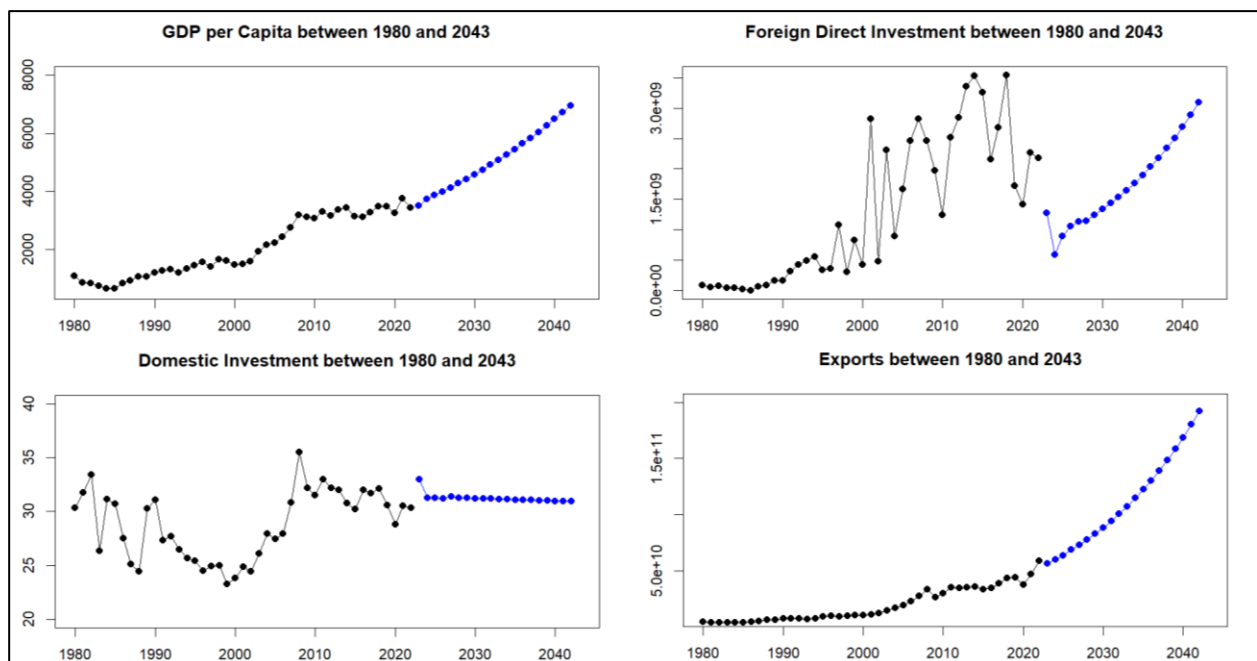 GDP per Capita between 1980 and 2043
8000
6000
4000
2000
1980 1990 2000 2010 2020 2030 2040
Foreign Direct Investment between 1980 and 2043
3.0e+09
1.5e+09
0.0e+00
1980 1990 2000 2010 2020 2030 2040
Domestic Investment between 1980 and 2043
40
35
30
25
20
1980 1990 2000 2010 2020 2030 2040
Exports between 1980 and 2043
1.5e+11
5.0e+10
1980 1990 2000 2010 2020 2030 2040